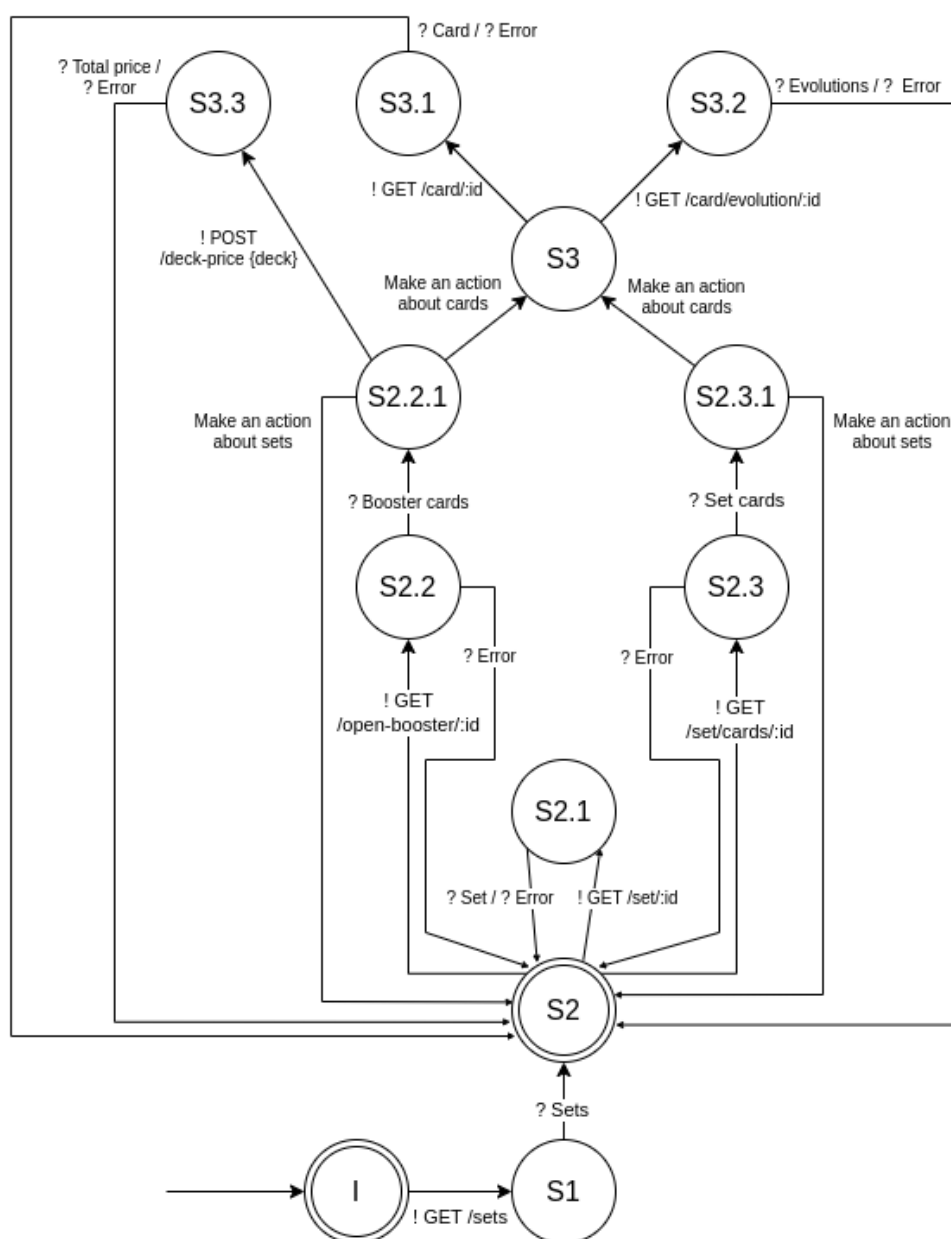 ? Card / ? Error
? Total price /
? Error
S3.3
S3.1
S3.2
? Evolutions / ? Error
! GET /card/:id
! GET /card/evolution/:id
! POST
/deck-price {deck}
S3
Make an action
about cards
Make an action
about cards
S2.2.1
S2.3.1
Make an action
about sets
Make an action
about sets
? Booster cards
? Set cards
S2.2
S2.3
? Error
? Error
! GET
/open-booster/:id
! GET
/set/cards/:id
S2.1
? Set / ? Error
! GET /set/:id
S2
? Sets
I
S1
! GET /sets